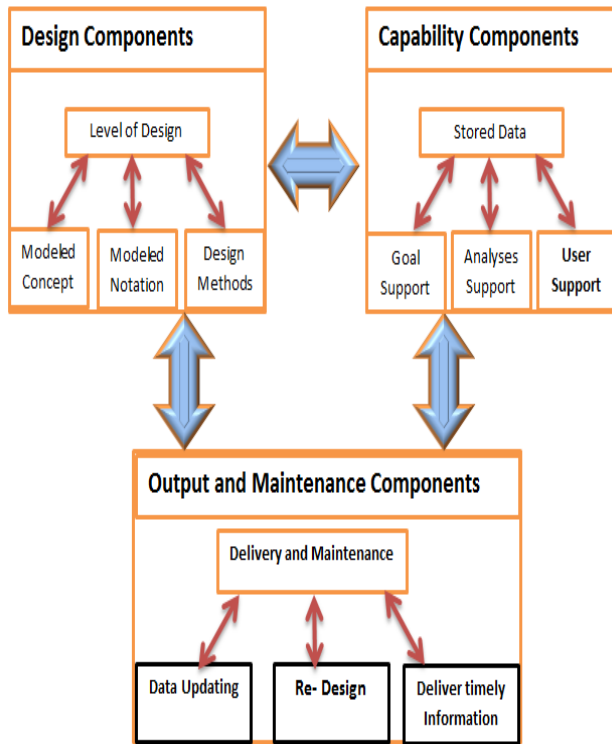 Design Components
Level of Design
Modeled
Concept
Modeled
Notation
Design
Methods
Capability Components
Stored Data
Goal
Support
Analyses
Support
User
Support
Output and Maintenance Components
Delivery and Maintenance
Data Updating
Re- Design
Deliver timely
Information